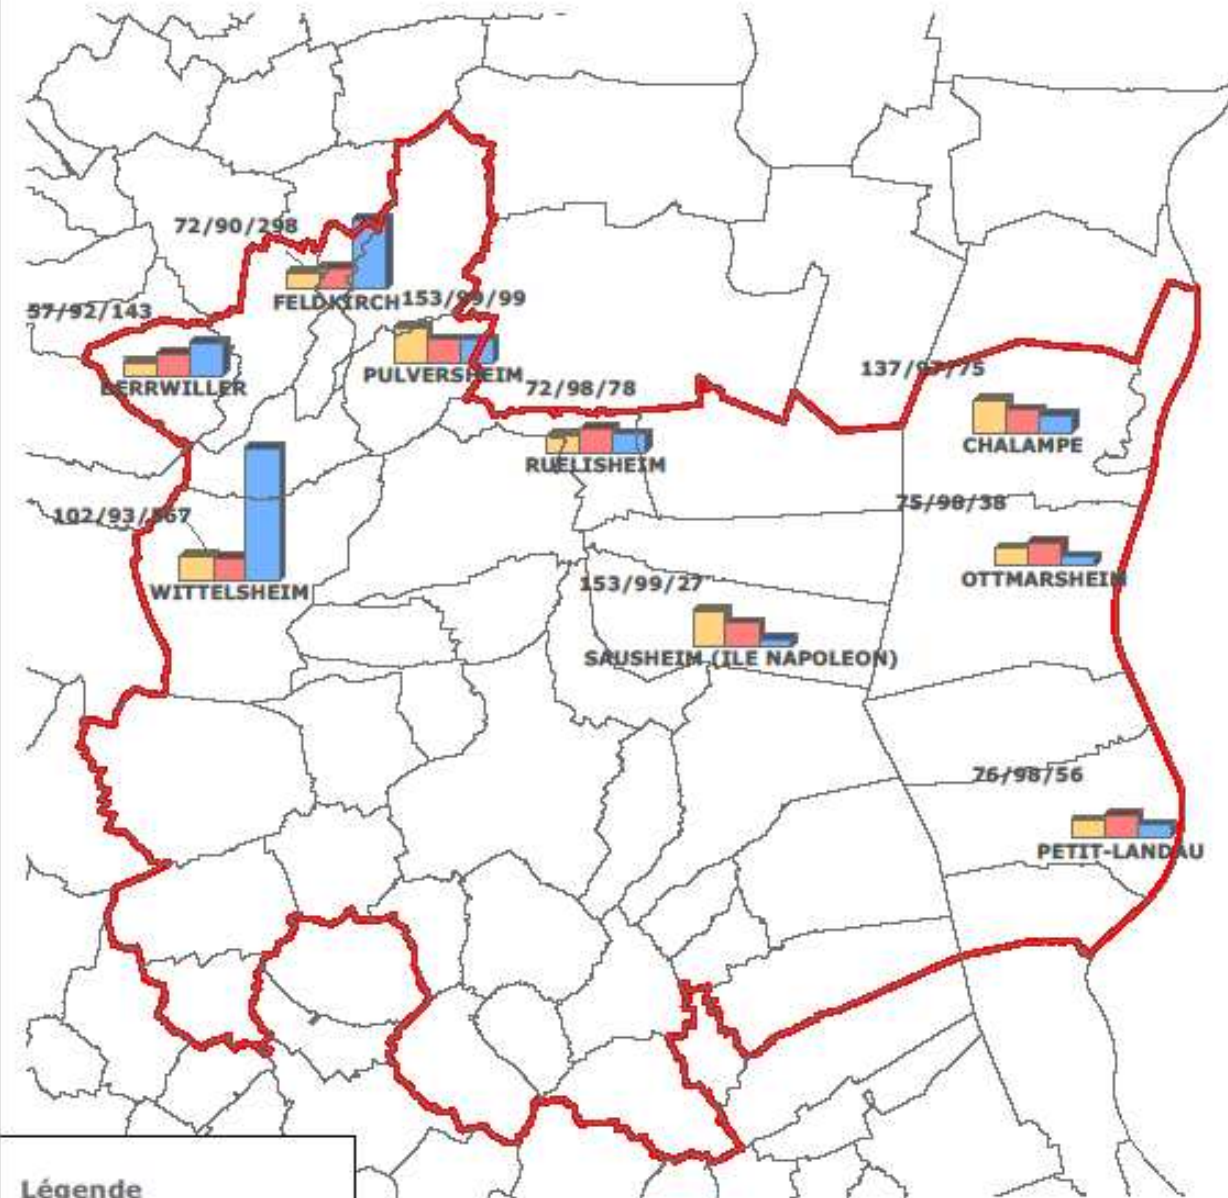 72/90/298
FELDKIRCH
153/99/99
57/92/143
BERRWILLER
PULVERSHEIM
137/97/75
72/98/78
CHALAMPE
RUELISHEIM
75/98/38
102/93/567
OTTMARSHEIM
153/99/27
WITTELSHEIM
SAUSHEIM (ILE NAPOLEON)
76/98/56
PETIT-LANDAU
Légende